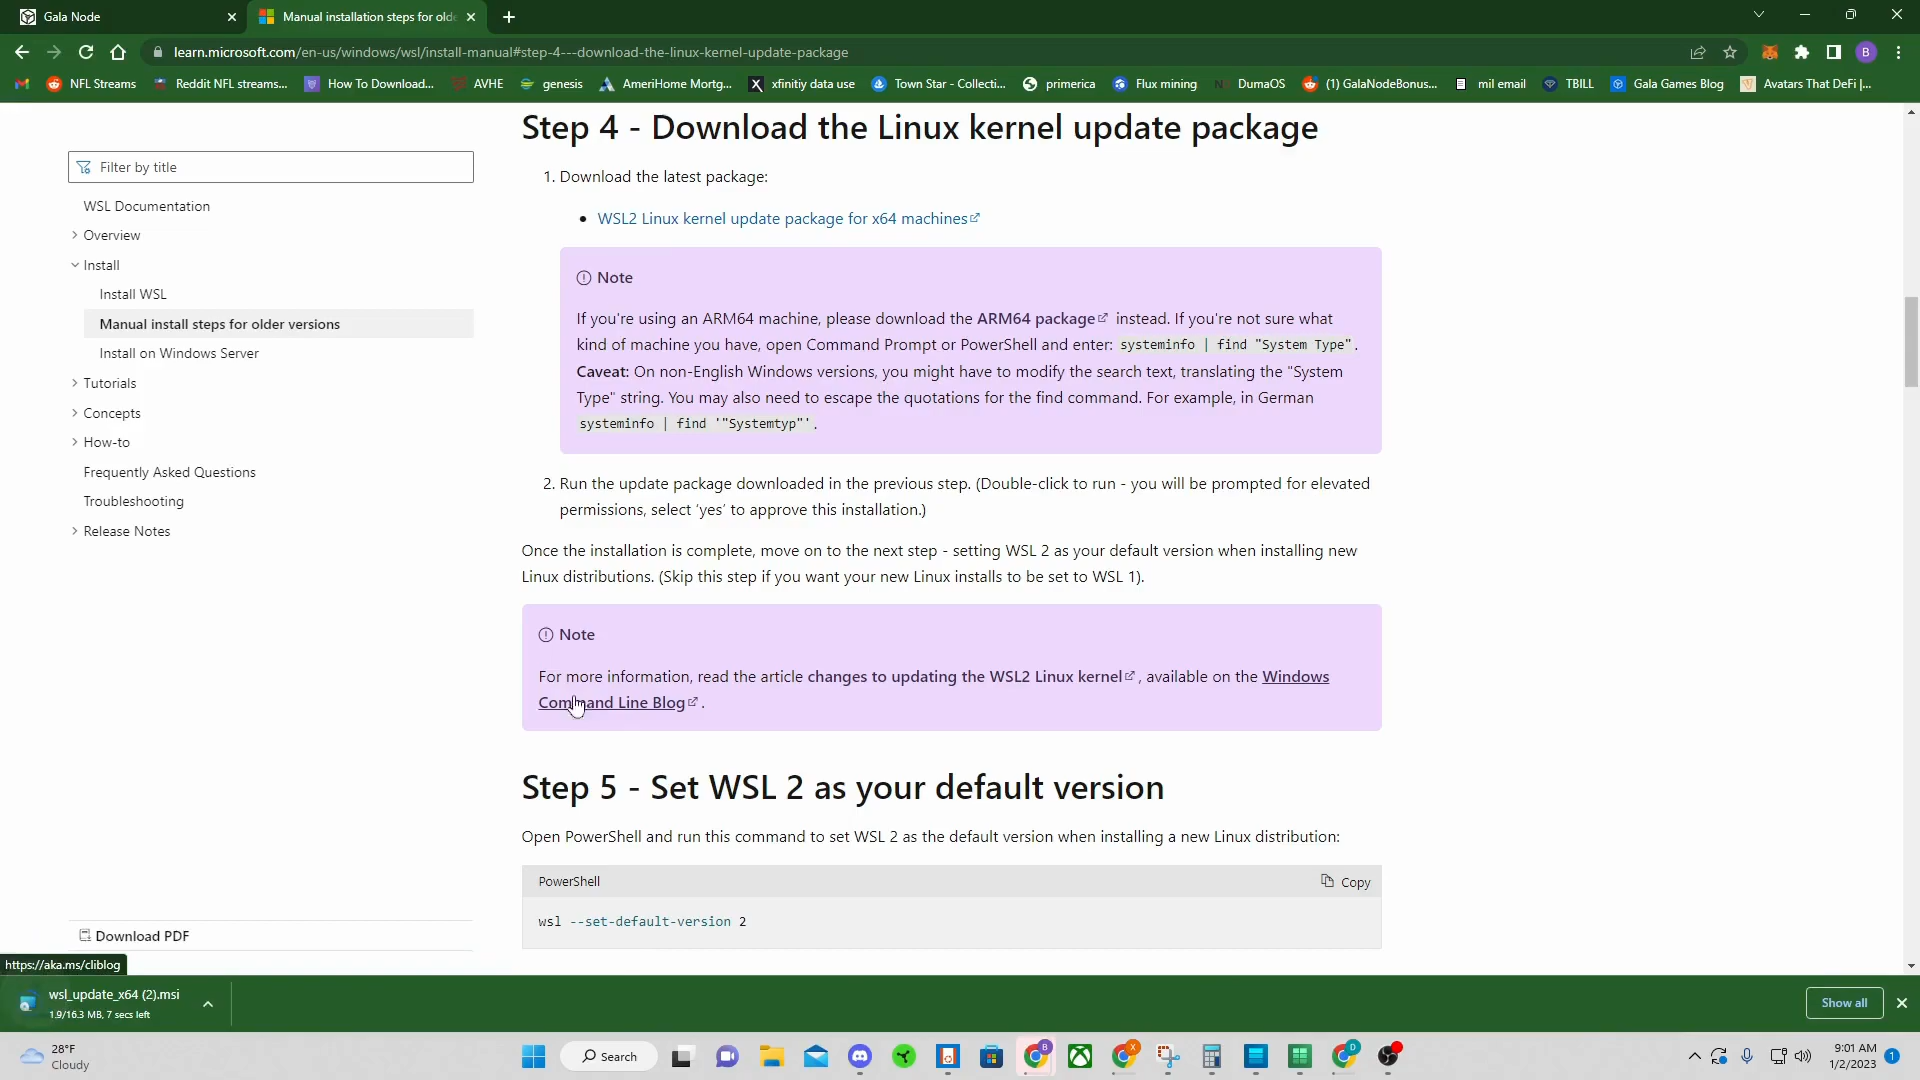 Gala Node
Manual installation steps for olde
learn.microsoft.com/en-us/windows/wsl/install-manual#step-4---download-the-linux-kernel-update-package
B
NFL Streams
Reddit NFL streams...
How To Download...
AVHE
genesis
AmeriHome Mortg...
xfinitiy data use
Town Star - Collecti...
primerica
Flux mining
DumaOS
(1) GalaNodeBonus...
mil email
TBILL
Gala Games Blog
Avatars That DeFi |...
Filter by title
WSL Documentation
Overview
Install
Install WSL
Manual install steps for older versions
Install on Windows Server
Tutorials
Concepts
How-to
Frequently Asked Questions
Troubleshooting
Release Notes
Download PDF
https://aka.ms/cliblog
Step 4 - Download the Linux kernel update package
1. Download the latest package:
• WSL2 Linux kernel update package for x64 machines
Note
If you're using an ARM64 machine, please download the ARM64 package instead. If you're not sure what
kind of machine you have, open Command Prompt or PowerShell and enter: systeminfo | find "System Type".
Caveat: On non-English Windows versions, you might have to modify the search text, translating the "System
Type" string. You may also need to escape the quotations for the find command. For example, in German
systeminfo | find '"Systemtyp"'.
2. Run the update package downloaded in the previous step. (Double-click to run - you will be prompted for elevated
permissions, select ‘yes’ to approve this installation.)
Once the installation is complete, move on to the next step - setting WSL 2 as your default version when installing new
Linux distributions. (Skip this step if you want your new Linux installs to be set to WSL 1).
Note
For more information, read the article changes to updating the WSL2 Linux kernel, available on the Windows
Command Line Blog.
Step 5 - Set WSL 2 as your default version
Open PowerShell and run this command to set WSL 2 as the default version when installing a new Linux distribution:
PowerShell
Copy
wsl --set-default-version 2
wsl_update_x64 (2).msi
1.9/16.3 MB, 7 secs left
Show all
28°F
Cloudy
Search
B
X
D
9:01 AM
1/2/2023
1